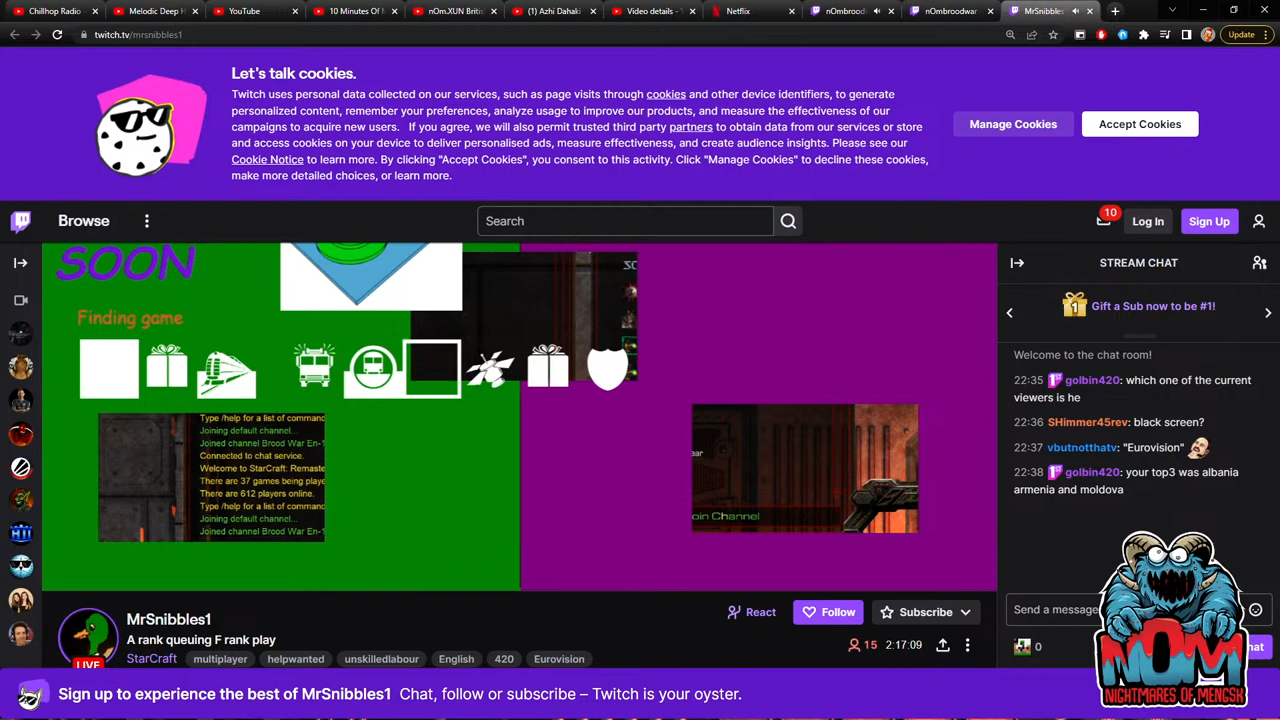 Chillhop Radio
Melodic Deep H
YouTube
10 Minutes Of M
nOm.XUN Briti
(1) Azhi Dahaki
Video details - Y
Netflix
nOmbroodw
nOmbroodwar
MrSnibbles
twitch.tv/mrsnibbles1
Update
Let's talk cookies.
Twitch uses personal data collected on our services, such as page visits through cookies and other device identifiers, to generate
personalized content, remember your preferences, analyze usage to improve our products, and measure the effectiveness of our
campaigns to acquire new users. If you agree, we will also permit trusted third party partners to obtain data from our services or store
and access cookies on your device to deliver personalised ads, measure effectiveness, and create audience insights. Please see our
Cookie Notice to learn more. By clicking "Accept Cookies", you consent to this activity. Click "Manage Cookies" to decline these cookies,
make more detailed choices, or learn more.
Manage Cookies
Accept Cookies
Browse
Search
10
Log In
Sign Up
SOON
SC
Finding game
Type /help for a list of command
Joining default channel...
Joined channel Brood War En-1
Connected to chat service.
Welcome to StarCraft: Remaste
There are 37 games being playe
There are 612 players online.
Type /help for a list of command
Joining default channel...
Joined channel Brood War En-1
ear
oin Channel
STREAM CHAT
1
Gift a Sub now to be #1!
Welcome to the chat room!
22:35 golbin420: which one of the current
viewers is he
22:36 SHimmer45rev: black screen?
22:37 vbutnotthatv: "Eurovision"
22:38 golbin420: your top3 was albania
armenia and moldova
Send a message
0
hat
NOM
NIGHTMARES OF MENGSK
MrSnibbles1
A rank queuing F rank play
LIVE
StarCraft
multiplayer
helpwanted
unskilledlabour
English
420
Eurovision
React
Follow
Subscribe
15
2:17:09
Sign up to experience the best of MrSnibbles1 Chat, follow or subscribe – Twitch is your oyster.